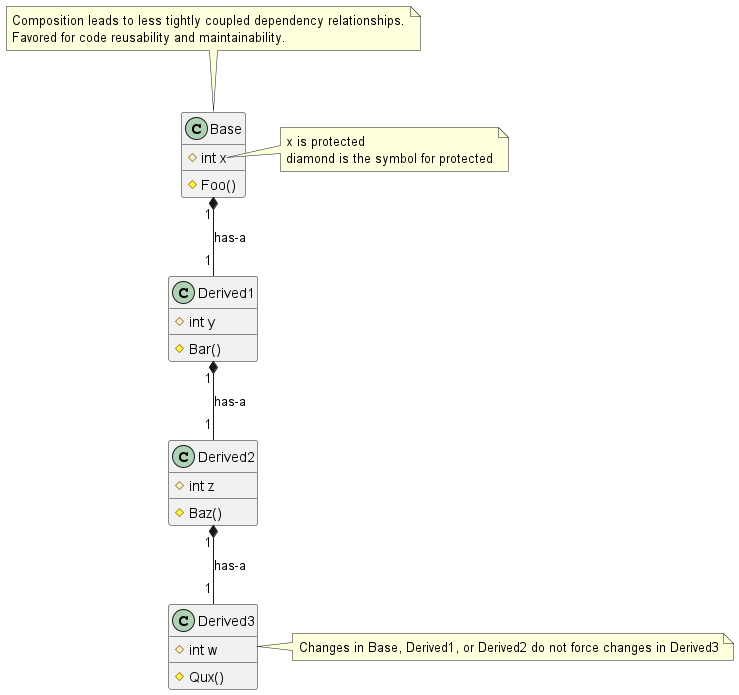 Composition leads to less tightly coupled dependency relationships.
Favored for code reusability and maintainability.
C Base
int x
Foo()
x is protected
diamond is the symbol for protected
1
has-a
1
C Derived1
int y
Bar()
1
has-a
1
C Derived2
int z
Baz()
1
has-a
1
C Derived3
int w
Qux()
Changes in Base, Derived1, or Derived2 do not force changes in Derived3